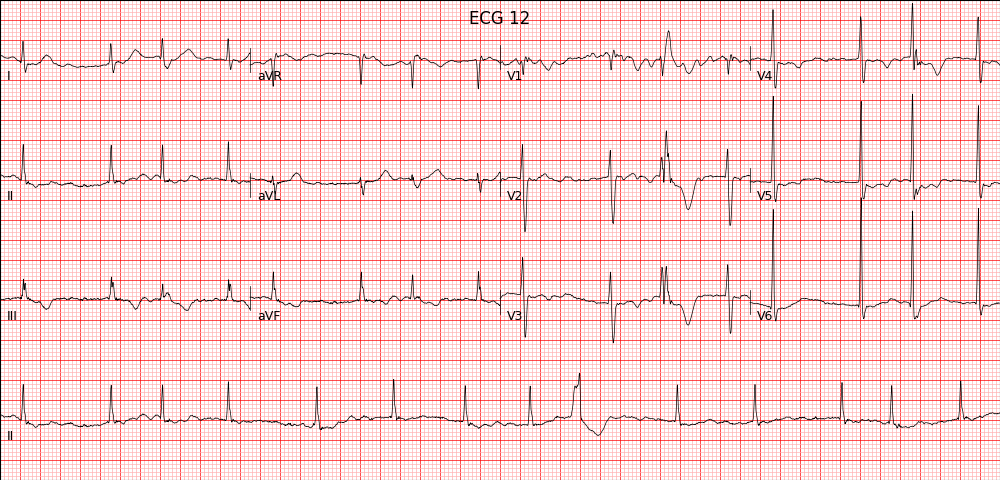 ECG 12
I aVR V1 V4
II aVL V2 V5
III aVF V3 V6
II